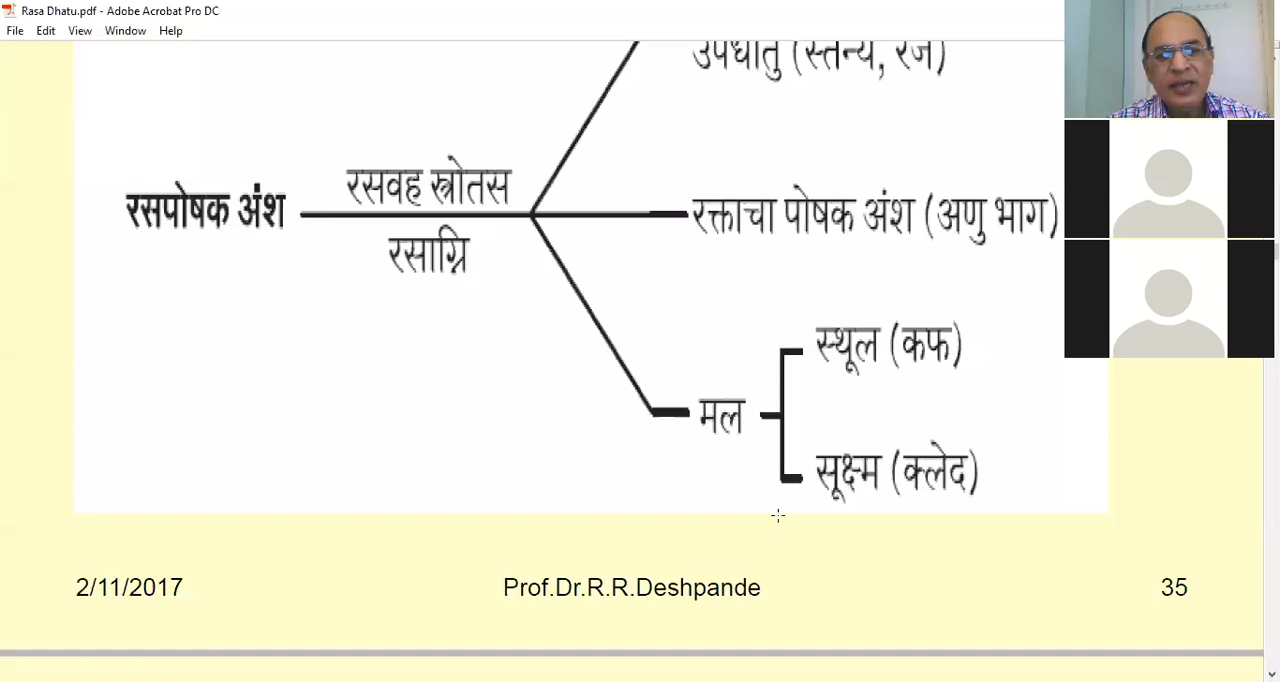 Rasa Dhatu.pdf - Adobe Acrobat Pro DC
File Edit View Window Help
उपधातु (स्तन्य, रज)
रसवह स्त्रोतस
रसपोषक अंश
रसाग्नि
रक्ताचा पोषक अंश (अणु भाग)
स्थूल (कफ)
मल
सूक्ष्म (क्लेद)
2/11/2017 Prof.Dr.R.R.Deshpande 35